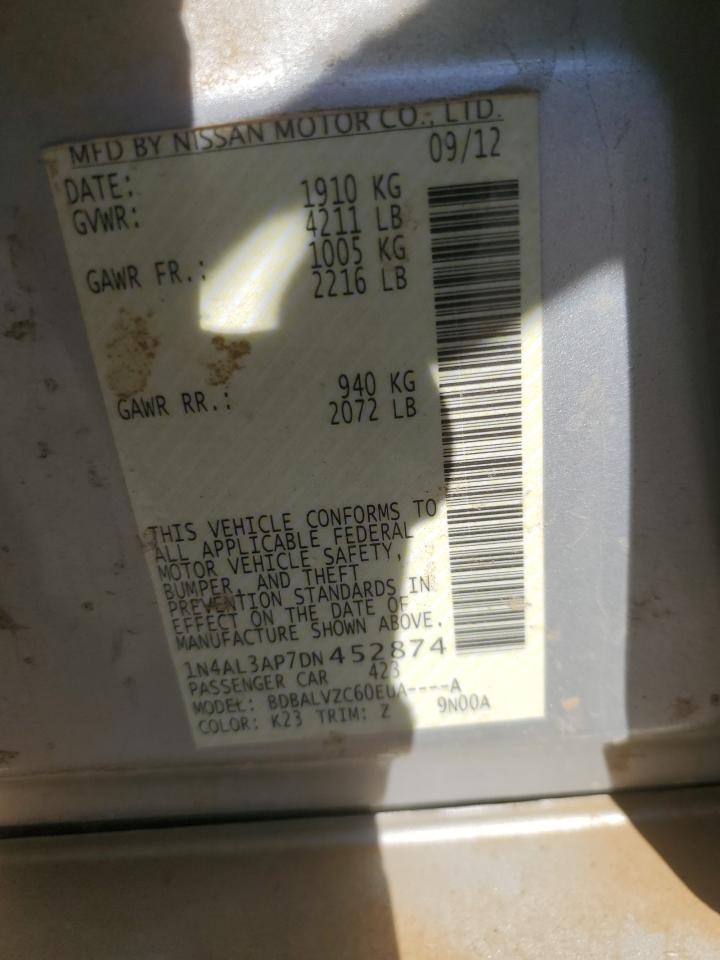 MFD BY NISSAN MOTOR CO., LTD.
DATE: 09/12
GVWR: 1910 KG
4211 LB
GAWR FR.: 1005 KG
2216 LB
GAWR RR.: 940 KG
2072 LB
THIS VEHICLE CONFORMS TO
ALL APPLICABLE FEDERAL
MOTOR VEHICLE SAFETY,
BUMPER, AND THEFT
PREVENTION STANDARDS IN
EFFECT ON THE DATE OF
MANUFACTURE SHOWN ABOVE.
1N4AL3AP7DN452874
PASSENGER CAR 423
MODEL: BDBALVZC60EUA----A
COLOR: K23 TRIM: Z 9N00A